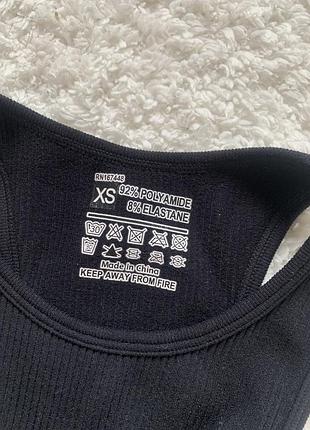 RN167448
XS
92% POLYAMIDE
8% ELASTANE
Made in China
KEEP AWAY FROM FIRE